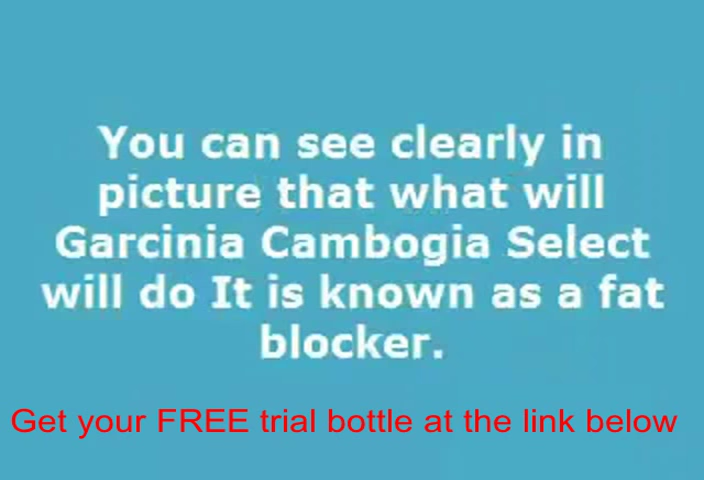 You can see clearly in
picture that what will
Garcinia Cambogia Select
will do It is known as a fat
blocker.
Get your FREE trial bottle at the link below